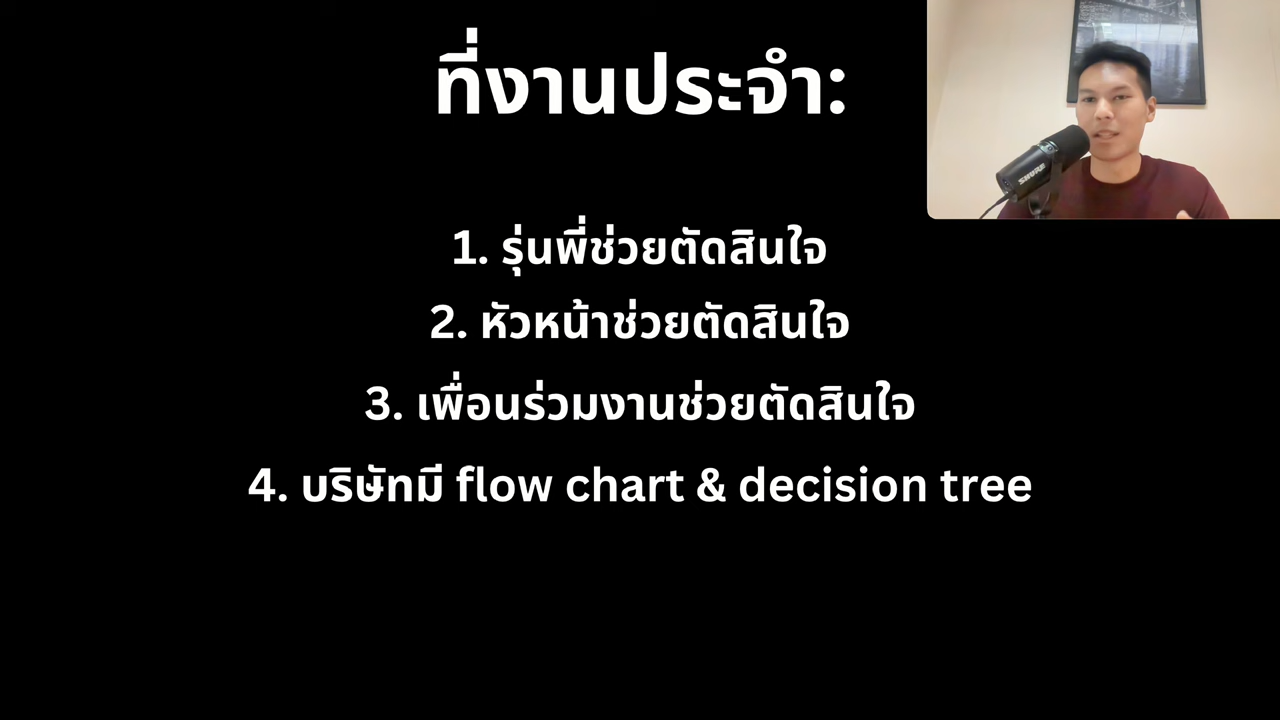 ที่งานประจำ:
1. รุ่นพี่ช่วยตัดสินใจ
2. หัวหน้าช่วยตัดสินใจ
3. เพื่อนร่วมงานช่วยตัดสินใจ
4. บริษัทมี flow chart & decision tree
SHURE